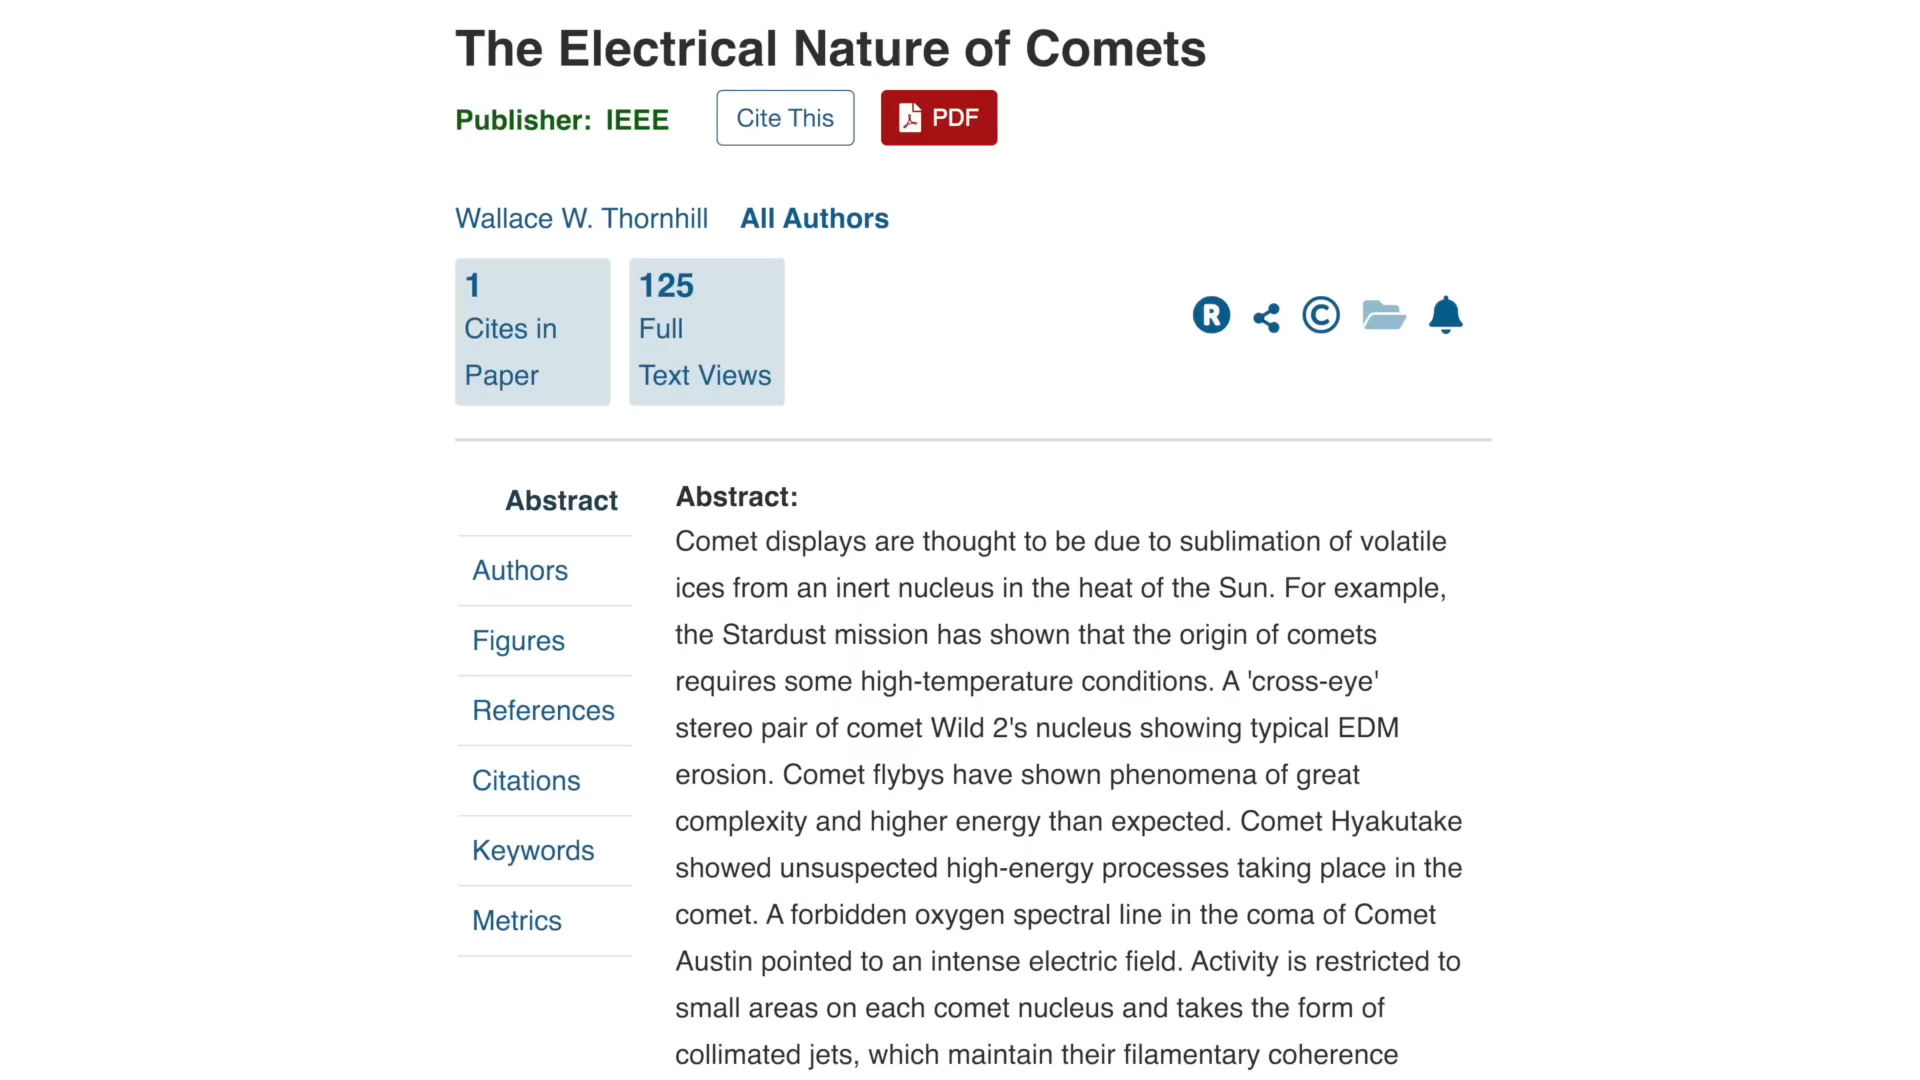 The Electrical Nature of Comets
Publisher: IEEE
Cite This
PDF
Wallace W. Thornhill All Authors
1
Cites in
Paper
125
Full
Text Views
R
©
Abstract
Authors
Figures
References
Citations
Keywords
Metrics
Abstract:
Comet displays are thought to be due to sublimation of volatile
ices from an inert nucleus in the heat of the Sun. For example,
the Stardust mission has shown that the origin of comets
requires some high-temperature conditions. A 'cross-eye'
stereo pair of comet Wild 2's nucleus showing typical EDM
erosion. Comet flybys have shown phenomena of great
complexity and higher energy than expected. Comet Hyakutake
showed unsuspected high-energy processes taking place in the
comet. A forbidden oxygen spectral line in the coma of Comet
Austin pointed to an intense electric field. Activity is restricted to
small areas on each comet nucleus and takes the form of
collimated jets, which maintain their filamentary coherence